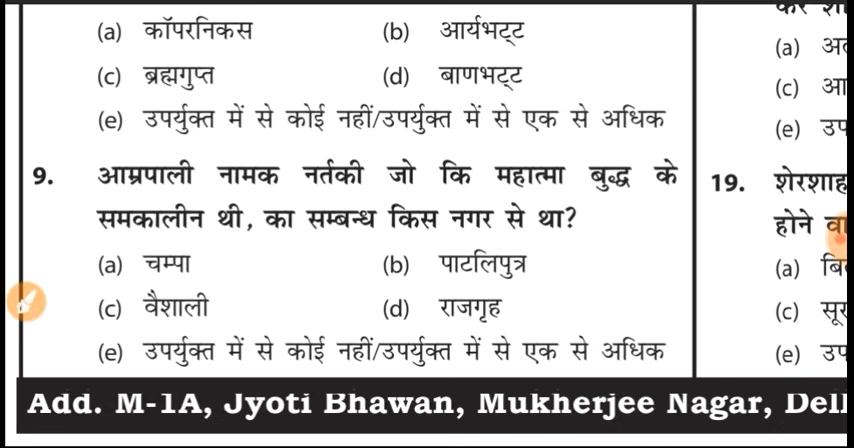 (a) कॉपरनिकस (b) आर्यभट्ट
(c) ब्रह्मगुप्त (d) बाणभट्ट
(e) उपर्युक्त में से कोई नहीं/उपर्युक्त में से एक से अधिक
9. आम्रपाली नामक नर्तकी जो कि महात्मा बुद्ध के
समकालीन थी, का सम्बन्ध किस नगर से था?
(a) चम्पा (b) पाटलिपुत्र
(c) वैशाली (d) राजगृह
(e) उपर्युक्त में से कोई नहीं/उपर्युक्त में से एक से अधिक
(a)
(c)
(e)
19. शेरशाह
होने
(a)
(c)
(e)
Add. M-1A, Jyoti Bhawan, Mukherjee Nagar,